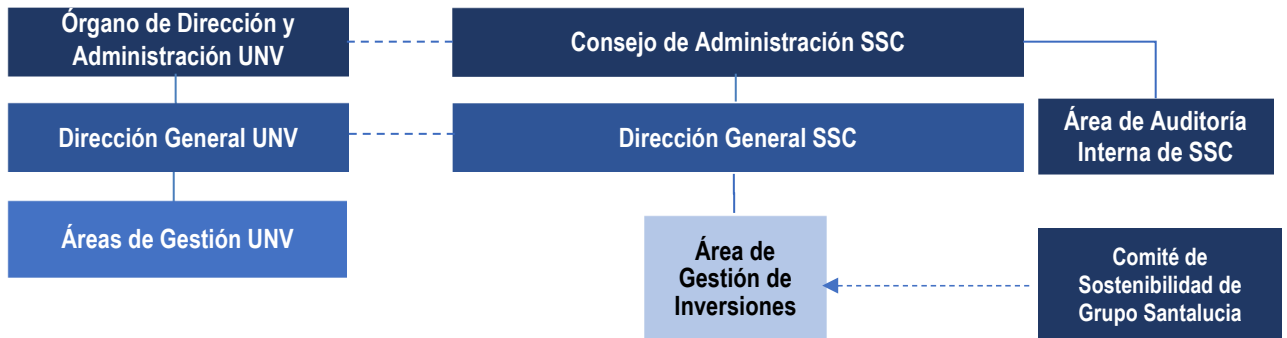 Órgano de Dirección y
Administración UNV
Consejo de Administración SSC
Dirección General UNV
Dirección General SSC
Área de Auditoría
Interna de SSC
Áreas de Gestión UNV
Área de
Gestión de
Inversiones
Comité de
Sostenibilidad de
Grupo Santalucia